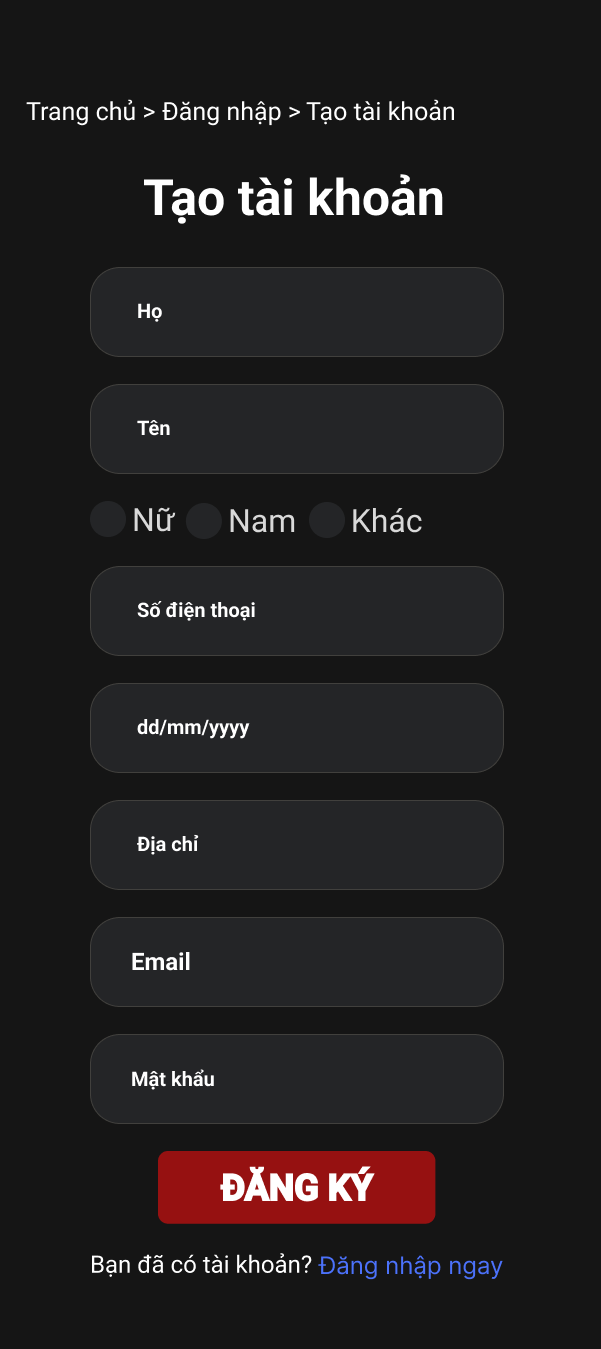 Trang chủ > Đăng nhập > Tạo tài khoản
Tạo tài khoản
Họ
Tên
Nữ Nam Khác
Số điện thoại
dd/mm/yyyy
Địa chỉ
Email
Mật khẩu
ĐĂNG KÝ
Bạn đã có tài khoản? Đăng nhập ngay